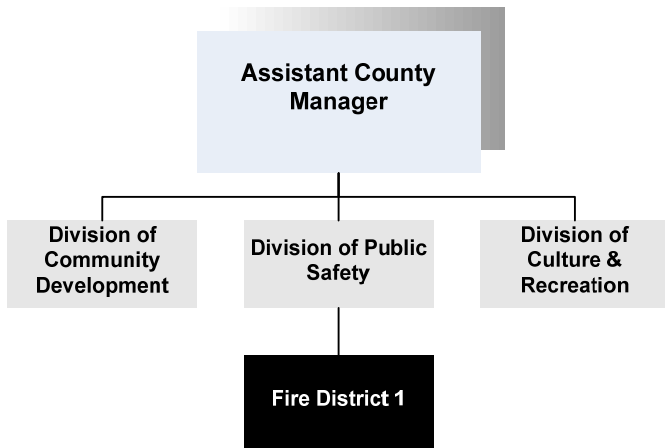 Assistant County
Manager
Division of
Community
Development
Division of Public
Safety
Division of
Culture &
Recreation
Fire District 1